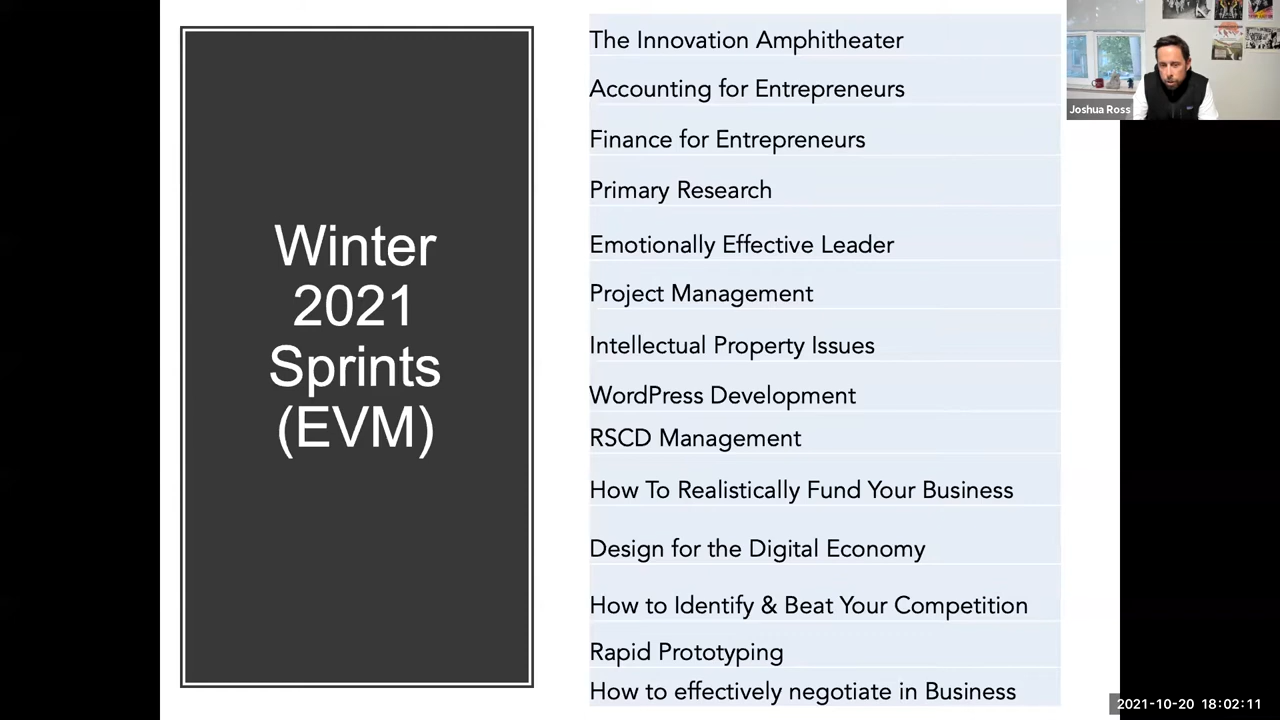 Winter
2021
Sprints
(EVM)
The Innovation Amphitheater
Accounting for Entrepreneurs
Finance for Entrepreneurs
Primary Research
Emotionally Effective Leader
Project Management
Intellectual Property Issues
WordPress Development
RSCD Management
How To Realistically Fund Your Business
Design for the Digital Economy
How to Identify & Beat Your Competition
Rapid Prototyping
How to effectively negotiate in Business
Joshua Ross
2021-10-20 18:02:11